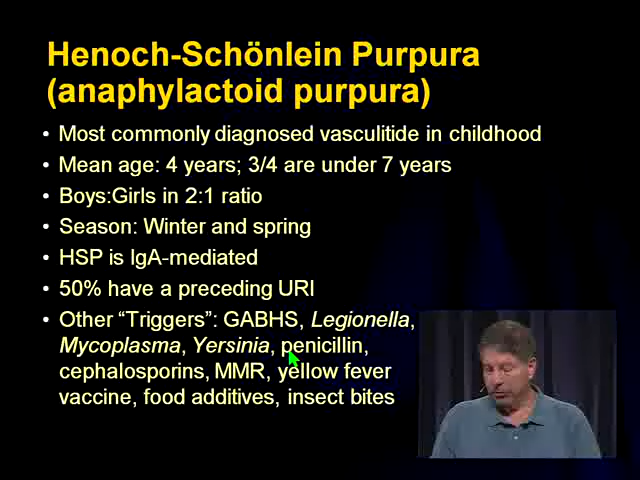 Henoch-Schönlein Purpura
(anaphylactoid purpura)
• Most commonly diagnosed vasculitide in childhood
• Mean age: 4 years; 3/4 are under 7 years
• Boys:Girls in 2:1 ratio
• Season: Winter and spring
• HSP is IgA-mediated
• 50% have a preceding URI
• Other “Triggers”: GABHS, Legionella,
Mycoplasma, Yersinia, penicillin,
cephalosporins, MMR, yellow fever
vaccine, food additives, insect bites